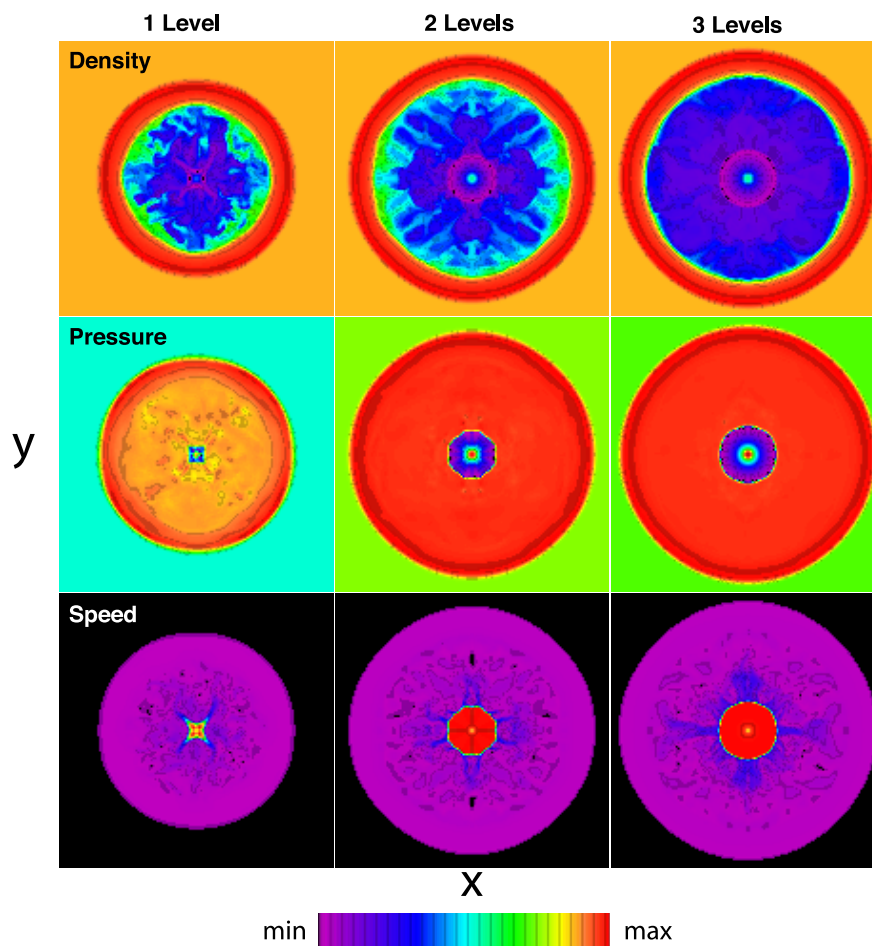 1 Level 2 Levels 3 Levels
Density
Pressure
y
Speed
x
min max